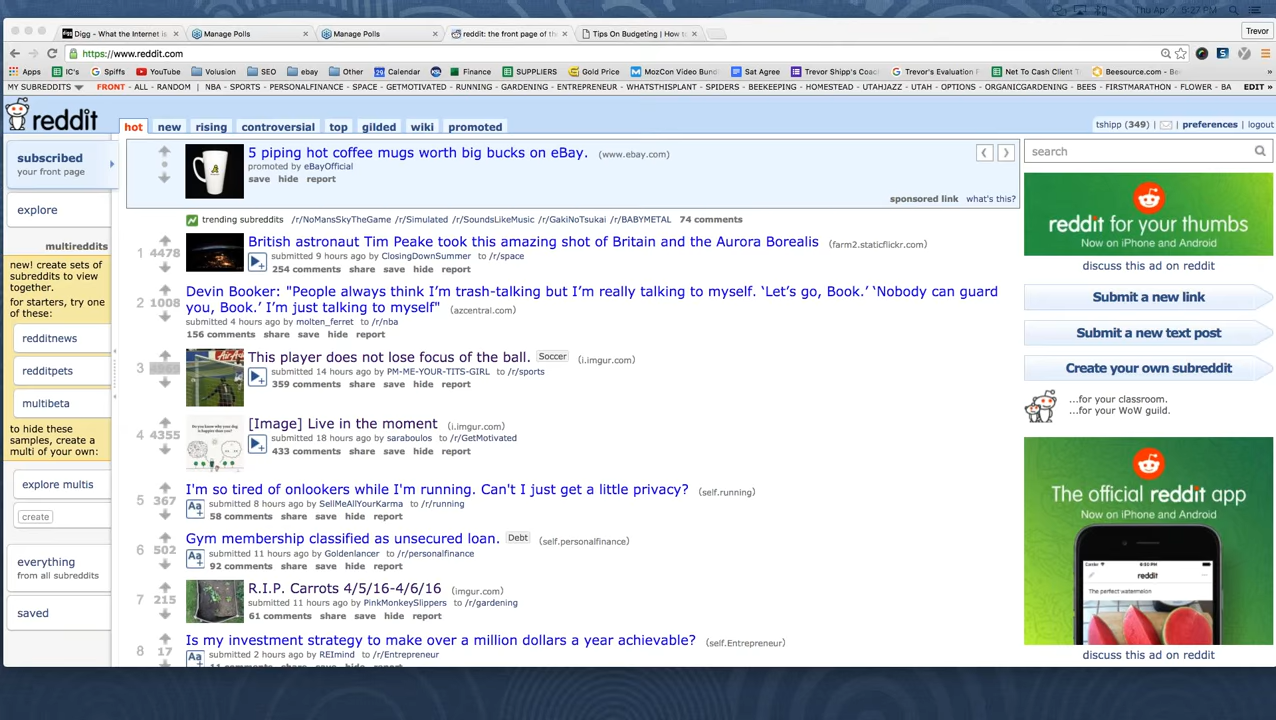 Thu Apr 7 6:27 PM
Digg - What the Internet is
Manage Polls
Manage Polls
reddit: the front page of th
Tips On Budgeting | How t
Trevor
https://www.reddit.com
Apps IC's Spiffs YouTube Volusion SEO ebay Other Calendar KSL Finance SUPPLIERS Gold Price MozCon Video Bund Sat Agree Trevor Shipp's Coac Trevor's Evaluation Net To Cash Client T Beesource.com - Be Other Bookmarks
MY SUBREDDITS FRONT - ALL - RANDOM | NBA - SPORTS - PERSONALFINANCE - SPACE - GETMOTIVATED - RUNNING - GARDENING - ENTREPRENEUR - WHATSTHISPLANT - SPIDERS - BEEKEEPING - HOMESTEAD - UTAHJAZZ - UTAH - OPTIONS - ORGANICGARDENING - BEES - FIRSTMARATHON - FLOWER - BA EDIT »
reddit hot new rising controversial top gilded wiki promoted
tshipp (349) | preferences | logout
subscribed
your front page
explore
multireddits
new! create sets of subreddits to view together.
for starters, try one of these:
redditnews
redditpets
multibeta
to hide these samples, create a multi of your own:
explore multis
create
everything
from all subreddits
saved
5 piping hot coffee mugs worth big bucks on eBay. (www.ebay.com)
promoted by eBayOfficial
save hide report
sponsored link what's this?
trending subreddits /r/NoMansSkyTheGame /r/Simulated /r/SoundsLikeMusic /r/GakiNoTsukai /r/BABYMETAL 74 comments
1 4478 British astronaut Tim Peake took this amazing shot of Britain and the Aurora Borealis (farm2.staticflickr.com)
submitted 9 hours ago by ClosingDownSummer to /r/space
254 comments share save hide report
2 1008 Devin Booker: "People always think I'm trash-talking but I'm really talking to myself. 'Let's go, Book.' 'Nobody can guard
you, Book.' I'm just talking to myself" (azcentral.com)
submitted 4 hours ago by molten_ferret to /r/nba
156 comments share save hide report
3 This player does not lose focus of the ball. Soccer (i.imgur.com)
submitted 14 hours ago by PM-ME-YOUR-TITS-GIRL to /r/sports
359 comments share save hide report
4 4355 [Image] Live in the moment (i.imgur.com)
submitted 18 hours ago by saraboulos to /r/GetMotivated
433 comments share save hide report
5 367 I'm so tired of onlookers while I'm running. Can't I just get a little privacy? (self.running)
submitted 8 hours ago by SellMeAllYourKarma to /r/running
58 comments share save hide report
6 502 Gym membership classified as unsecured loan. Debt (self.personalfinance)
submitted 11 hours ago by Goldenlancer to /r/personalfinance
92 comments share save hide report
7 215 R.I.P. Carrots 4/5/16-4/6/16 (imgur.com)
submitted 11 hours ago by PinkMonkeySlippers to /r/gardening
61 comments share save hide report
8 17 Is my investment strategy to make over a million dollars a year achievable? (self.Entrepreneur)
submitted 2 hours ago by REImind to /r/Entrepreneur
11 comments share save hide report
search
reddit for your thumbs
Now on iPhone and Android
discuss this ad on reddit
Submit a new link
Submit a new text post
Create your own subreddit
...for your classroom.
...for your WoW guild.
The official reddit app
Now on iPhone and Android
reddit
The perfect watermelon
discuss this ad on reddit